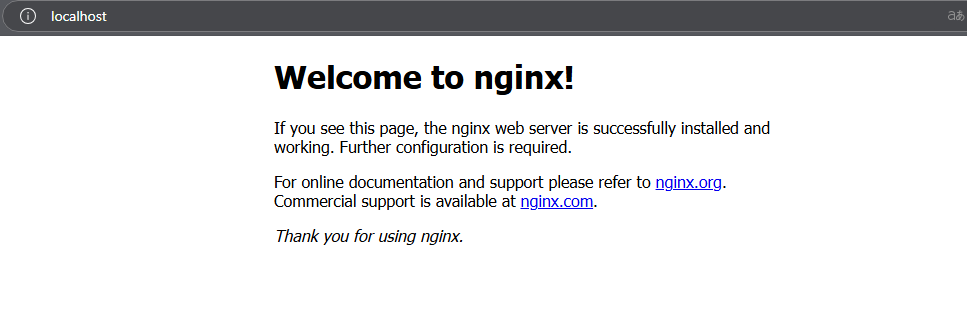 localhost
aあ
Welcome to nginx!
If you see this page, the nginx web server is successfully installed and
working. Further configuration is required.
For online documentation and support please refer to nginx.org.
Commercial support is available at nginx.com.
Thank you for using nginx.